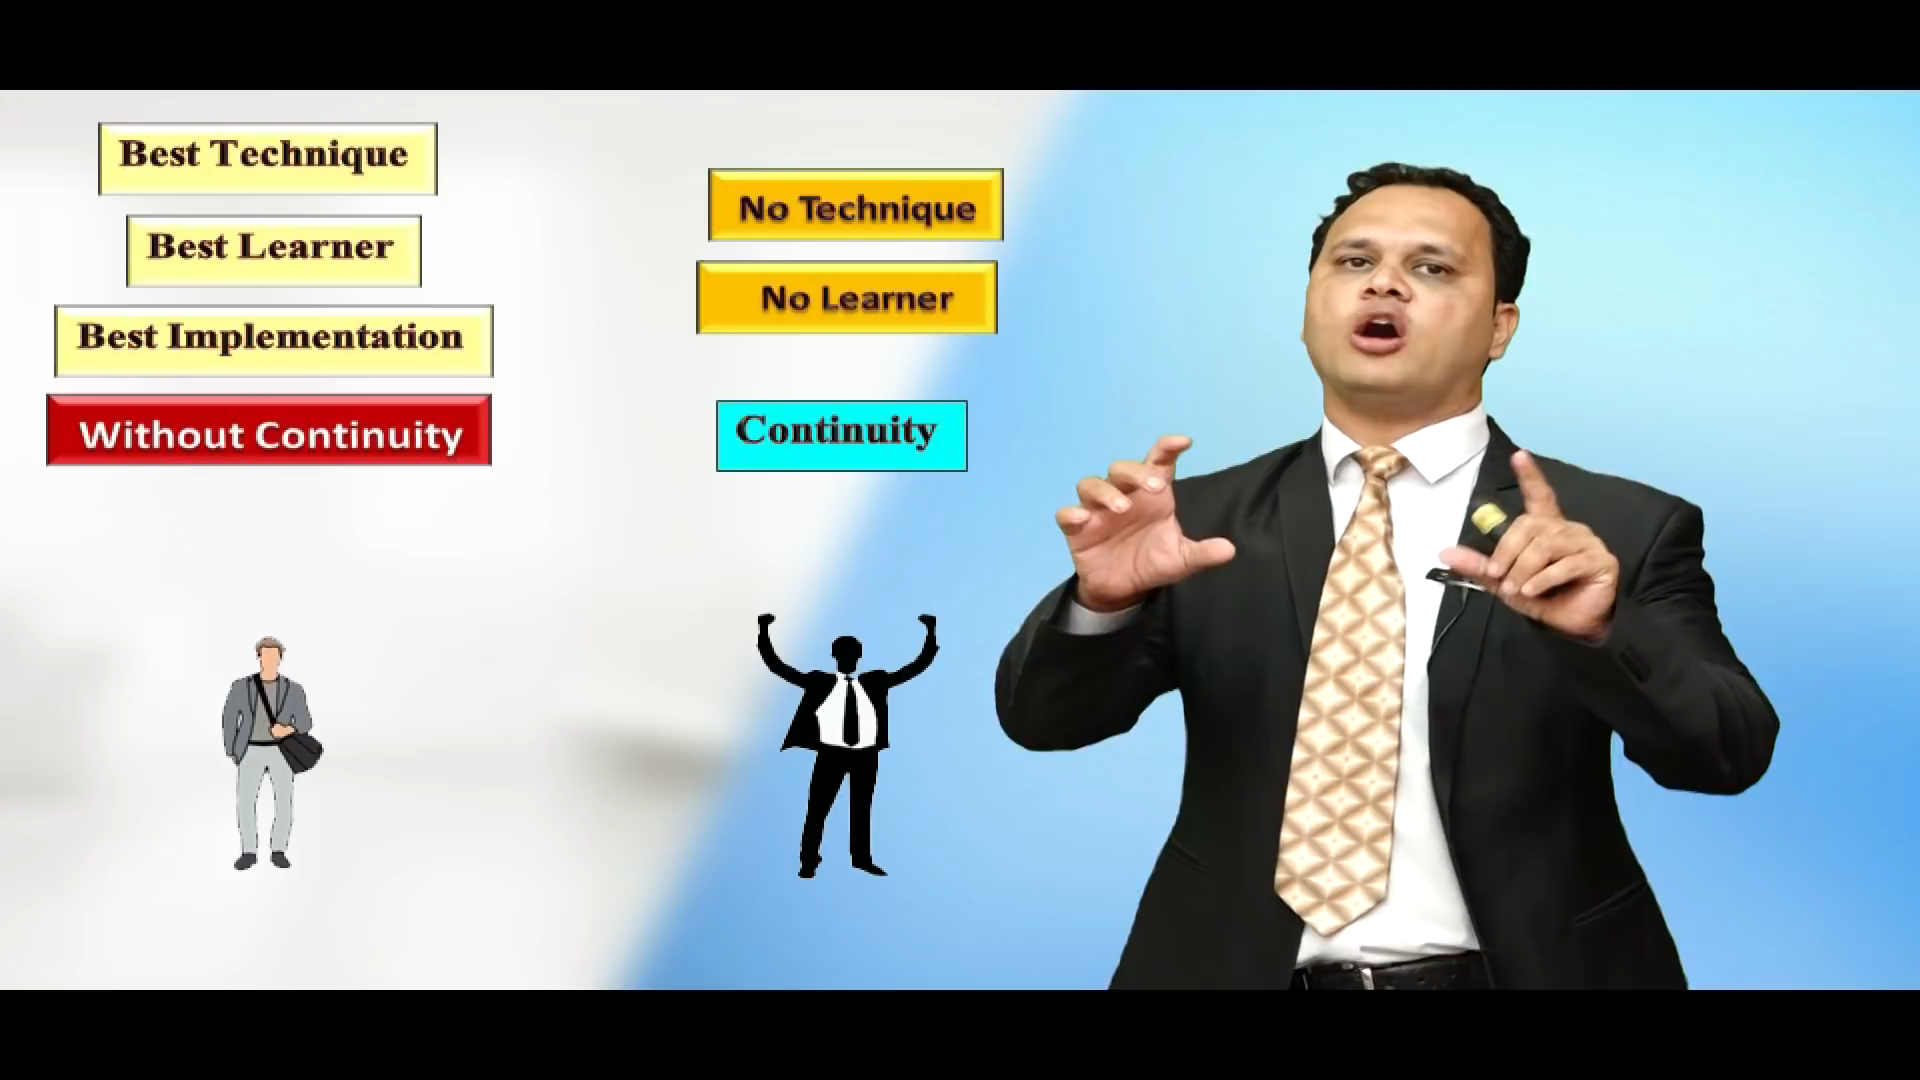 Best Technique
Best Learner
Best Implementation
Without Continuity
No Technique
No Learner
Continuity